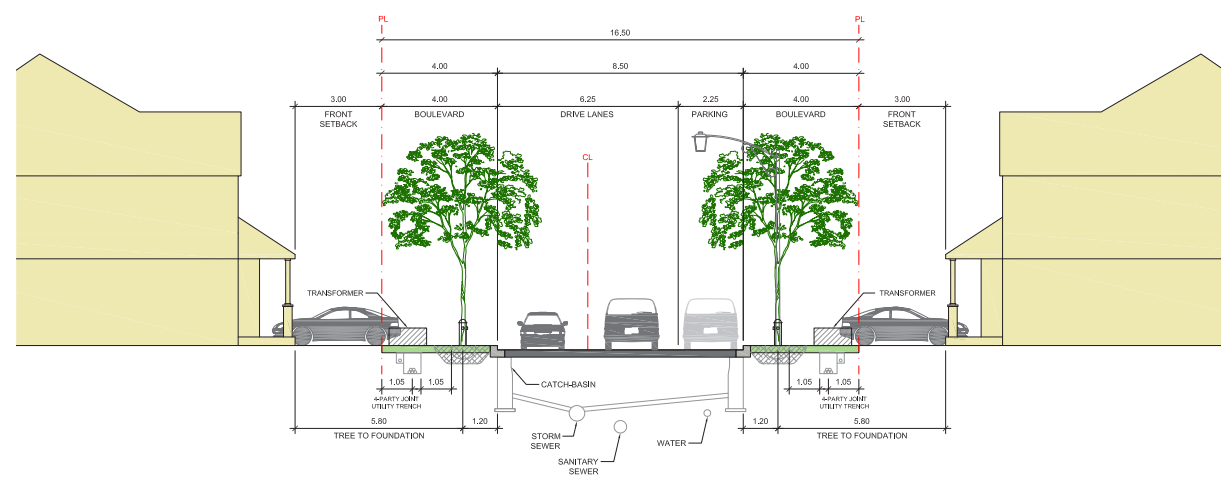 PL
PL
16.50
4.00
8.50
4.00
3.00
4.00
6.25
2.25
4.00
3.00
FRONT
SETBACK
BOULEVARD
DRIVE LANES
PARKING
BOULEVARD
FRONT
SETBACK
CL
TRANSFORMER
TRANSFORMER
1.05
1.05
CATCH-BASIN
1.05
1.05
4-PARTY JOINT
UTILITY TRENCH
4-PARTY JOINT
UTILITY TRENCH
5.80
1.20
1.20
5.80
TREE TO FOUNDATION
STORM
SEWER
WATER
TREE TO FOUNDATION
SANITARY
SEWER